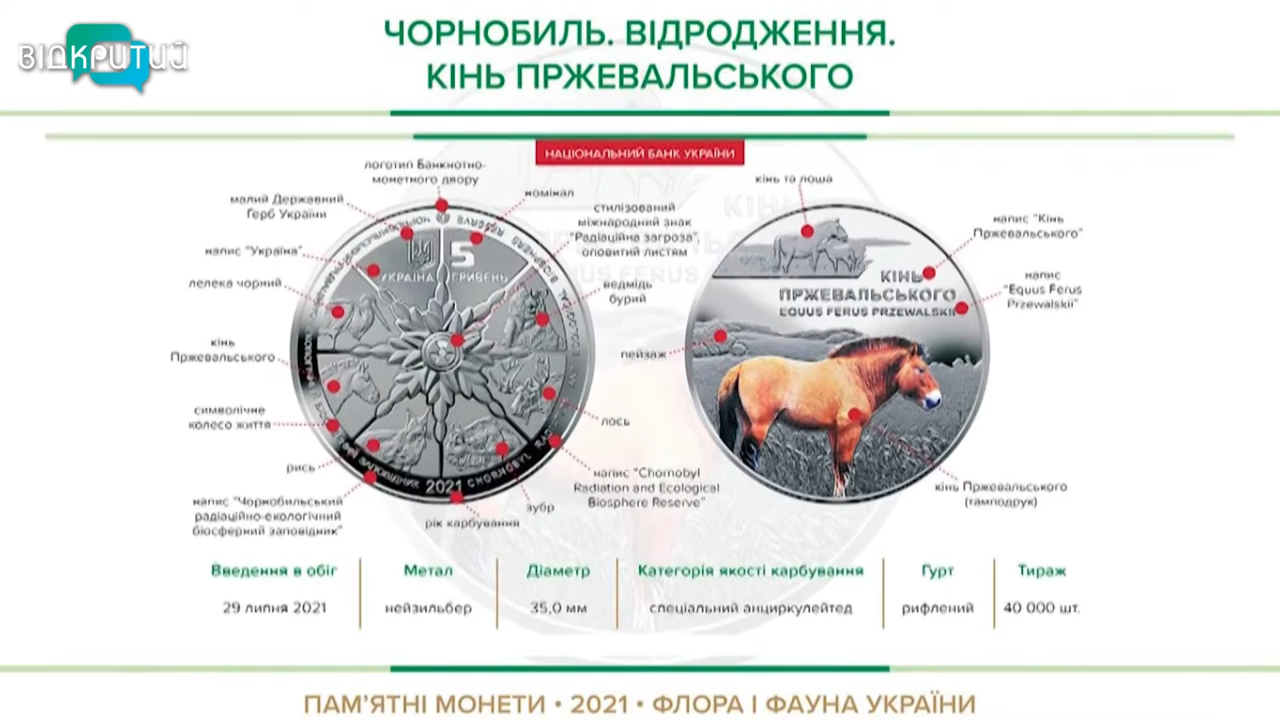 ВІДКРИТИЙ
ЧОРНОБИЛЬ. ВІДРОДЖЕННЯ.
КІНЬ ПРЖЕВАЛЬСЬКОГО
НАЦІОНАЛЬНИЙ БАНК УКРАЇНИ
логотип Банкнотно-
монетного двору
малий Державний
Герб України
напис "Україна"
лелека чорний
кінь
Пржевальського
символічне
колесо життя
рись
напис "Чорнобильський
радіаційно-екологічний
біосферний заповідник"
номінал
стилізований
міжнародний знак
"Радіаційна загроза",
оповитий листям
ведмідь
бурий
лось
напис "Chornobyl
Radiation and Ecological
Biosphere Reserve"
зубр
рік карбування
УКРАЇНА
5
ГРИВЕНЬ
ЗАПОВІДНИК 2021 CHORNOBYL
BIOSPHERE RESERVE
кінь та лоша
напис "Кінь
Пржевальського"
напис
"Equus Ferus
Przewalskii"
пейзаж
кінь Пржевальського
(тамподрук)
КІНЬ
ПРЖЕВАЛЬСЬКОГО
EQUUS FERUS PRZEWALSKII
Введення в обіг Метал Діаметр Категорія якості карбування Гурт Тираж
29 липня 2021 нейзильбер 35,0 мм спеціальний анциркулейтед рифлений 40 000 шт.
ПАМ'ЯТНІ МОНЕТИ • 2021 • ФЛОРА І ФАУНА УКРАЇНИ